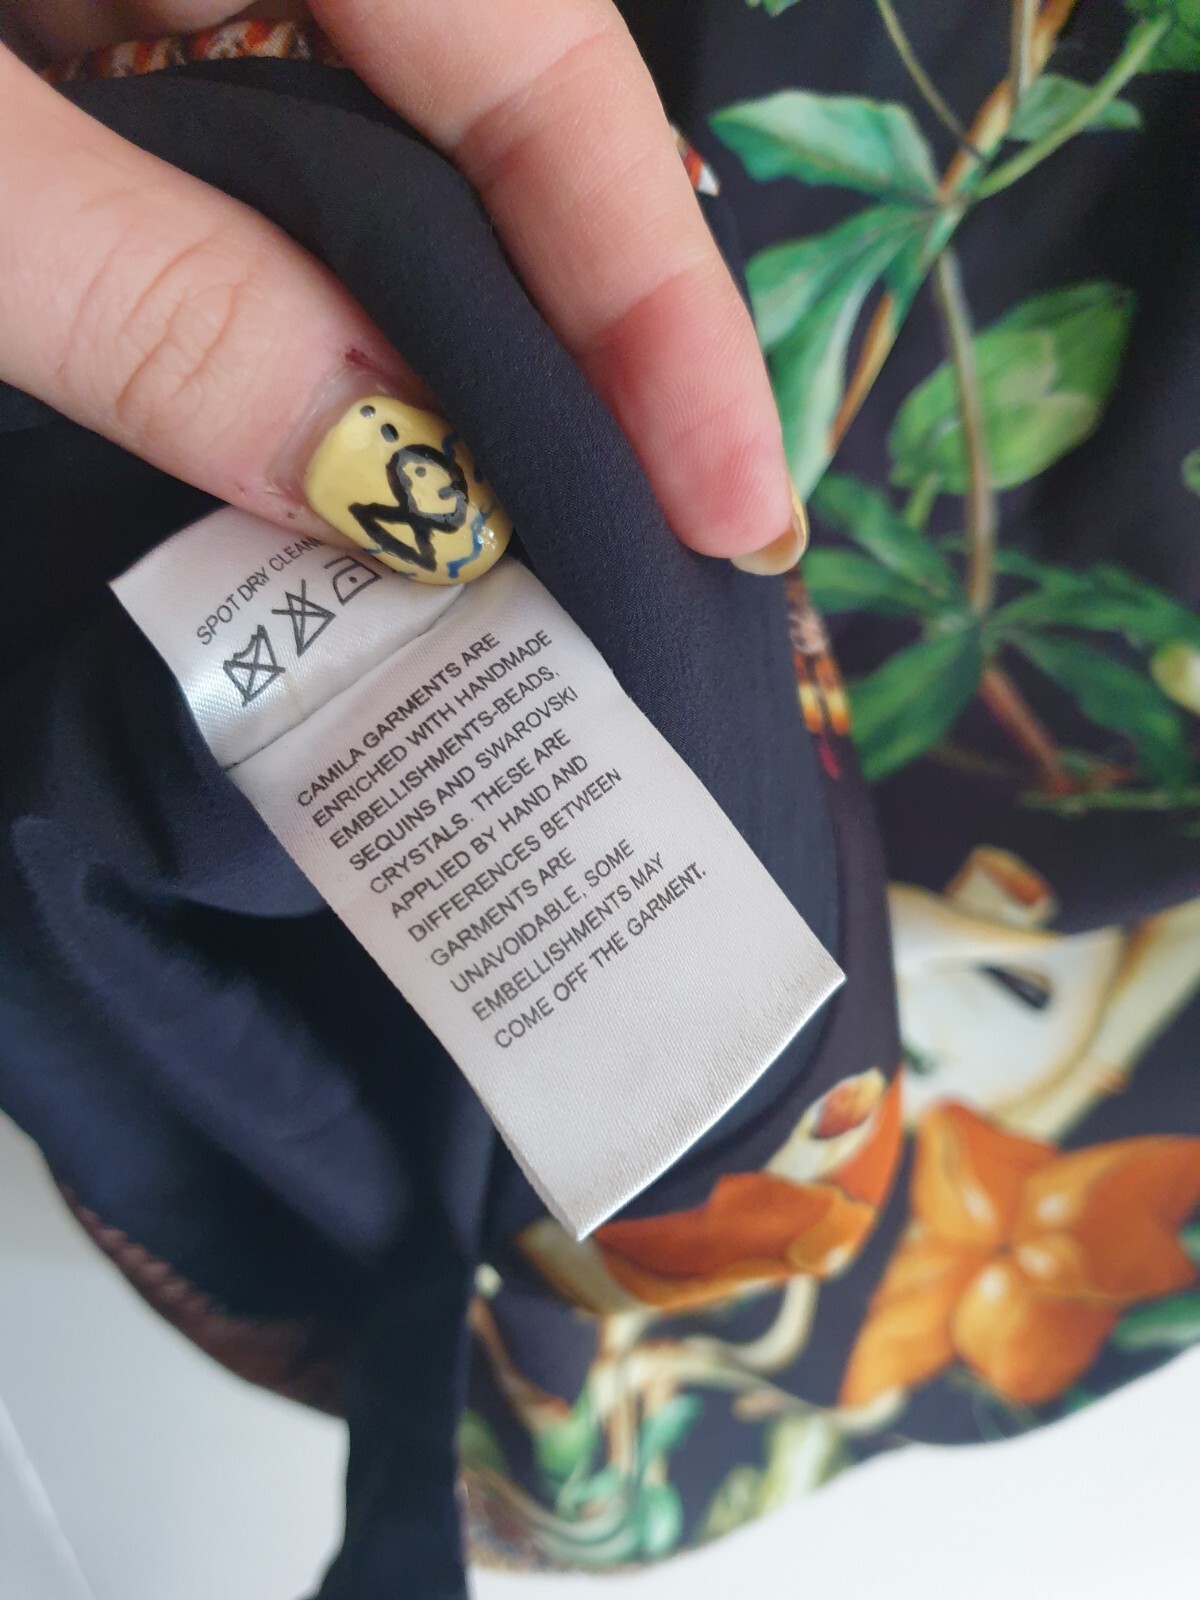 SPOT DRY CLEAN
CAMILA GARMENTS ARE
ENRICHED WITH HANDMADE
EMBELLISHMENTS-BEADS,
SEQUINS AND SWAROVSKI
CRYSTALS. THESE ARE
APPLIED BY HAND AND
DIFFERENCES BETWEEN
GARMENTS ARE
UNAVOIDABLE, SOME
EMBELLISHMENTS MAY
COME OFF THE GARMENT.